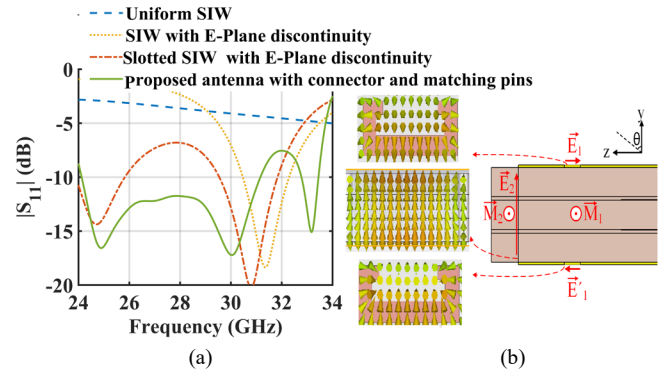 Uniform SIW
SIW with E-Plane discontinuity
Slotted SIW with E-Plane discontinuity
Proposed antenna with connector and matching pins
0
-5
-10
-15
-20
|S11| (dB)
24 26 28 30 32 34
Frequency (GHz)
(a)
y
θ
z
E1
E2
M2
M1
E'1
(b)